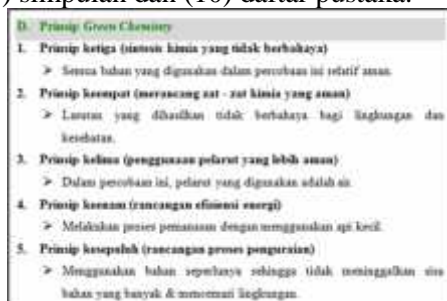 ) simpulan dan (10) daftar pustaka.
D. Prinsip Green Chemistry
1. Prinsip ketiga (sintesis kimia yang tidak berbahaya)
➢ Semua bahan yang digunakan dalam percobaan ini relatif aman.
2. Prinsip keempat (merancang zat - zat kimia yang aman)
➢ Larutan yang dihasilkan tidak berbahaya bagi lingkungan dan
kesehatan.
3. Prinsip kelima (penggunaan pelarut yang lebih aman)
➢ Dalam percobaan ini, pelarut yang digunakan adalah air.
4. Prinsip keenam (rancangan efisiensi energi)
➢ Melakukan proses pemanasan dengan menggunakan api kecil.
5. Prinsip kesepuluh (rancangan proses penguraian)
➢ Menggunakan bahan seperlunya sehingga tidak meninggalkan sisa
bahan yang banyak & mencemari lingkungan.